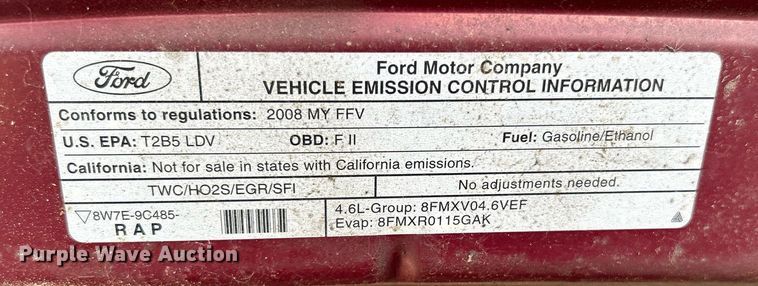 Ford
Ford Motor Company
VEHICLE EMISSION CONTROL INFORMATION
Conforms to regulations: 2008 MY FFV
U.S. EPA: T2B5 LDV OBD: F II Fuel: Gasoline/Ethanol
California: Not for sale in states with California emissions.
TWC/HO2S/EGR/SFI No adjustments needed.
8W7E-9C485- 4.6L-Group: 8FMXV04.6VEF
RAP Evap: 8FMXR0115GAK
Purple Wave Auction